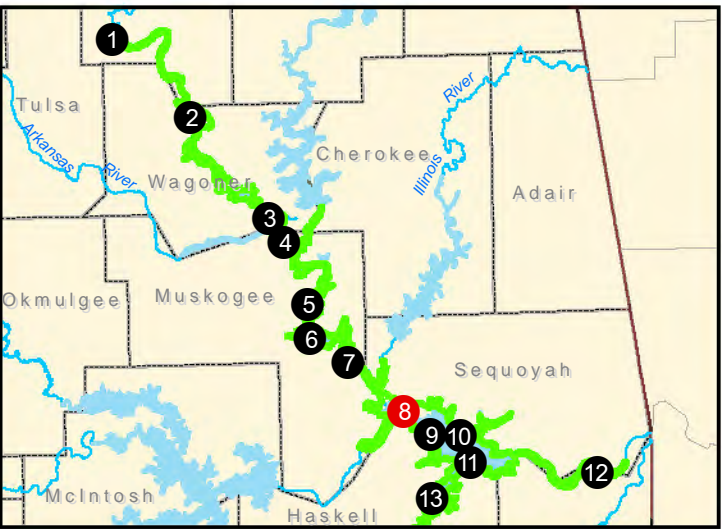 1
2
Tulsa
River
Cherokee
Arkansas
River
Wagoner
Illinois
Adair
3
4
Okmulgee
Muskogee
5
6
7
Sequoyah
8
9
10
11
12
McIntosh
13
Haskell